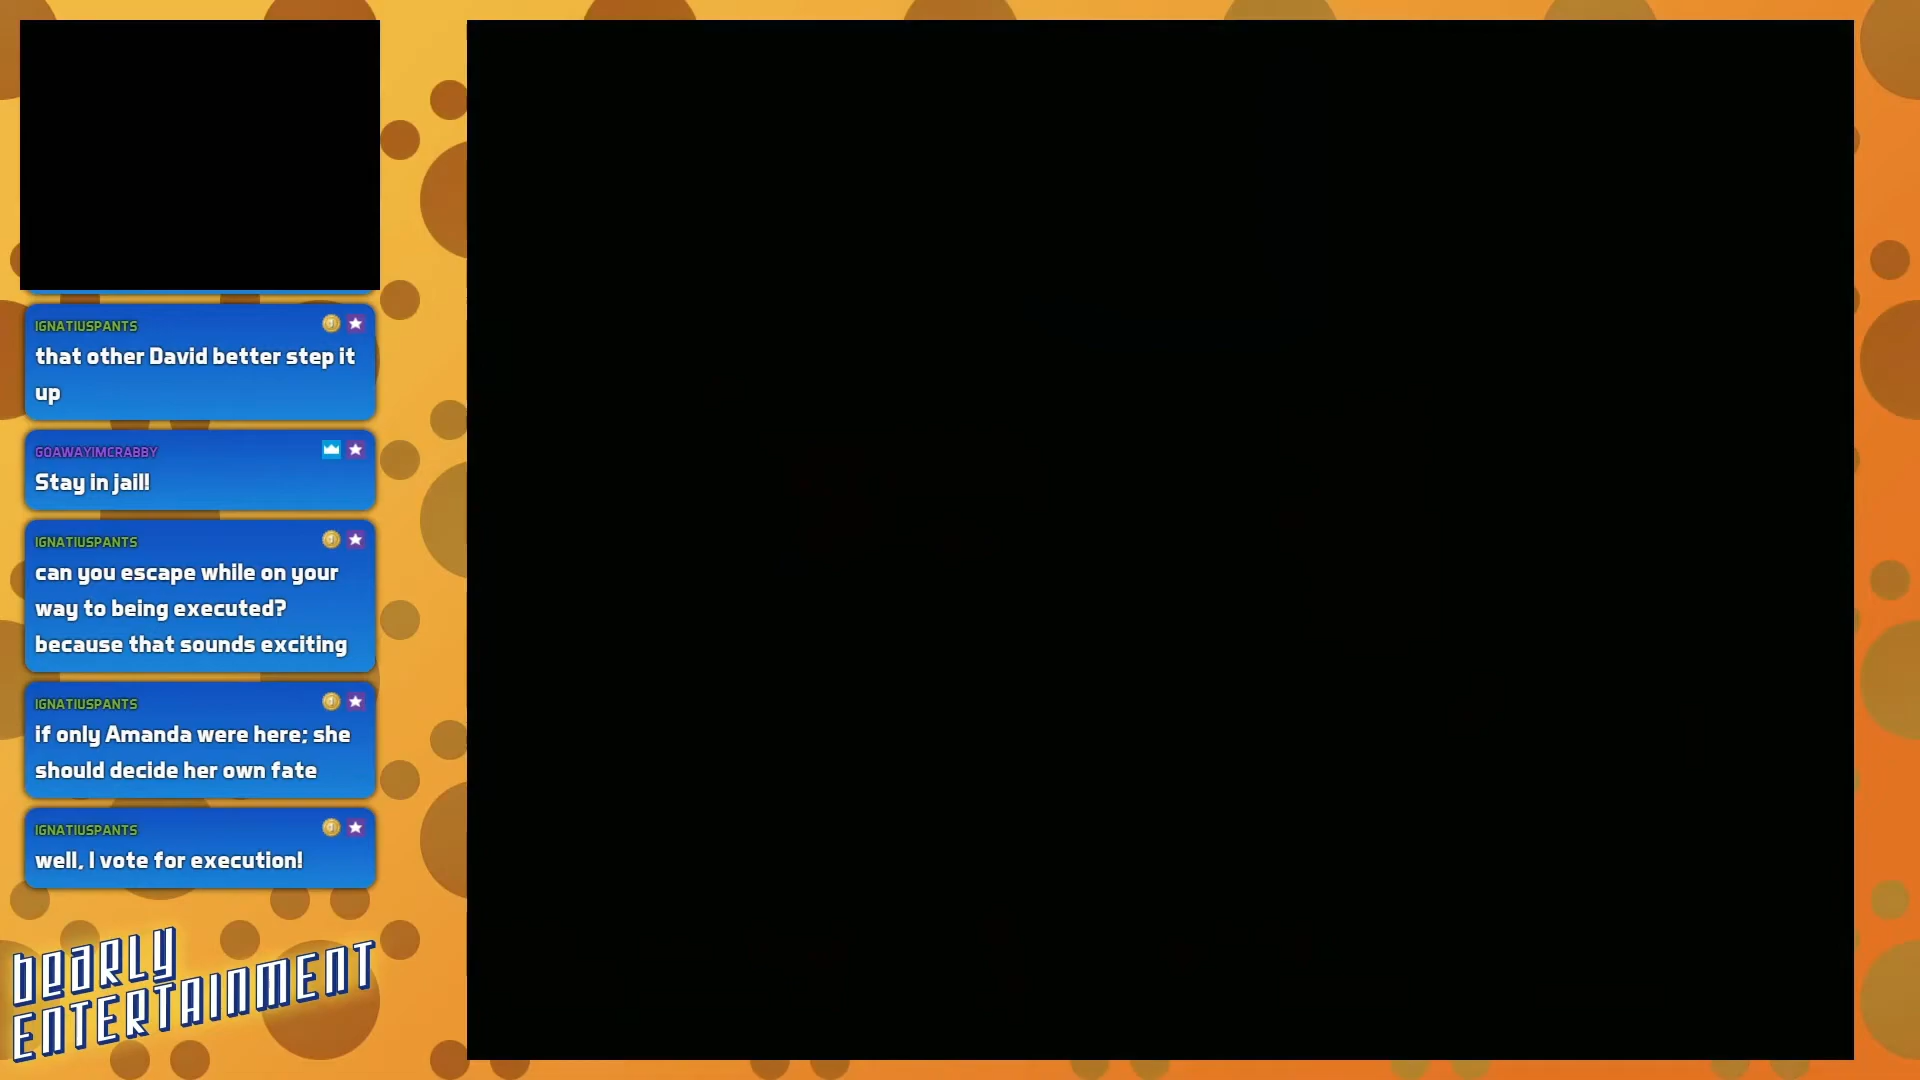 IGNATIUSPANTS
that other David better step it
up
GOAWAYIMCRABBY
Stay in jail!
IGNATIUSPANTS
can you escape while on your
way to being executed?
because that sounds exciting
IGNATIUSPANTS
if only Amanda were here; she
should decide her own fate
IGNATIUSPANTS
well, I vote for execution!
BEARLY
ENTERTAINMENT